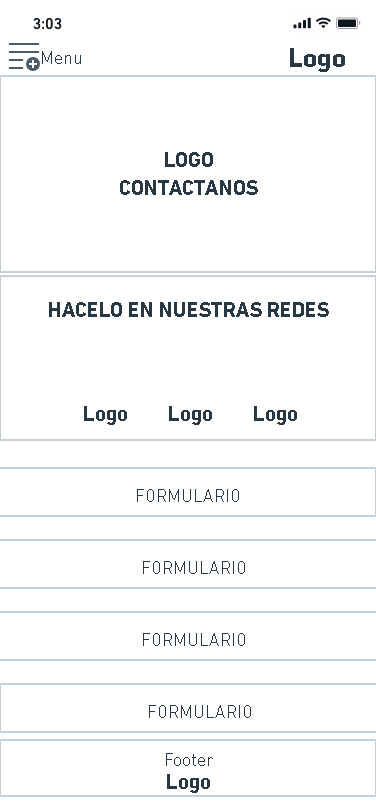 3:03
Menu
Logo
LOGO
CONTACTANOS
HACELO EN NUESTRAS REDES
Logo Logo Logo
FORMULARIO
FORMULARIO
FORMULARIO
FORMULARIO
Footer
Logo